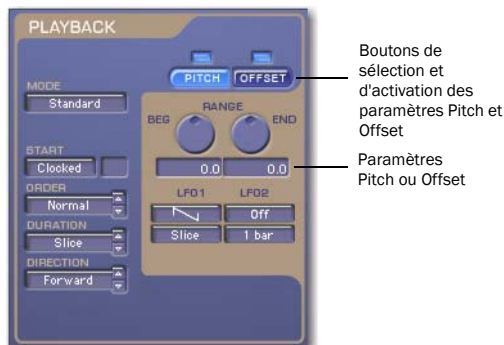 PLAYBACK
PITCH OFFSET
MODE
Standard
RANGE
BEG END
START
Clocked
0.0 0.0
ORDER
Normal
LFO1 LFO2
Off
DURATION
Slice
Slice 1 bar
DIRECTION
Forward
Boutons de
sélection et
d'activation des
paramètres Pitch et
Offset
Paramètres
Pitch ou Offset